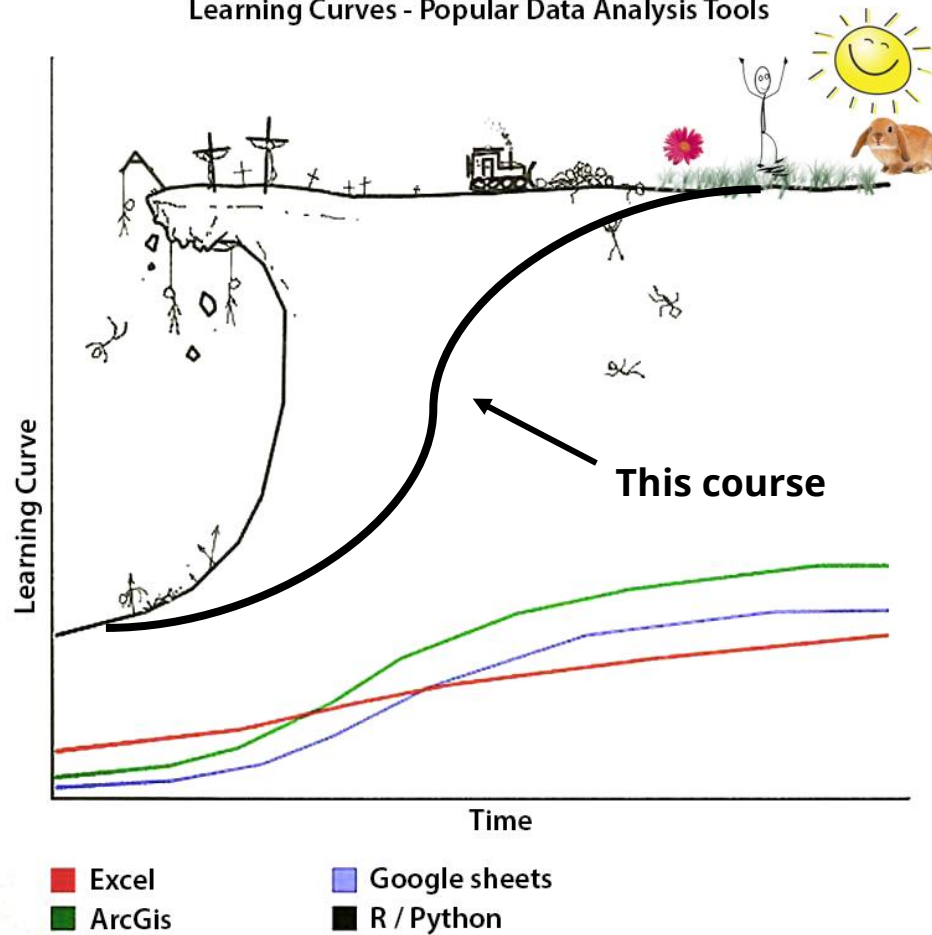 Learning Curves - Popular Data Analysis Tools
Learning Curve
This course
Time
Excel
Google sheets
ArcGis
R / Python